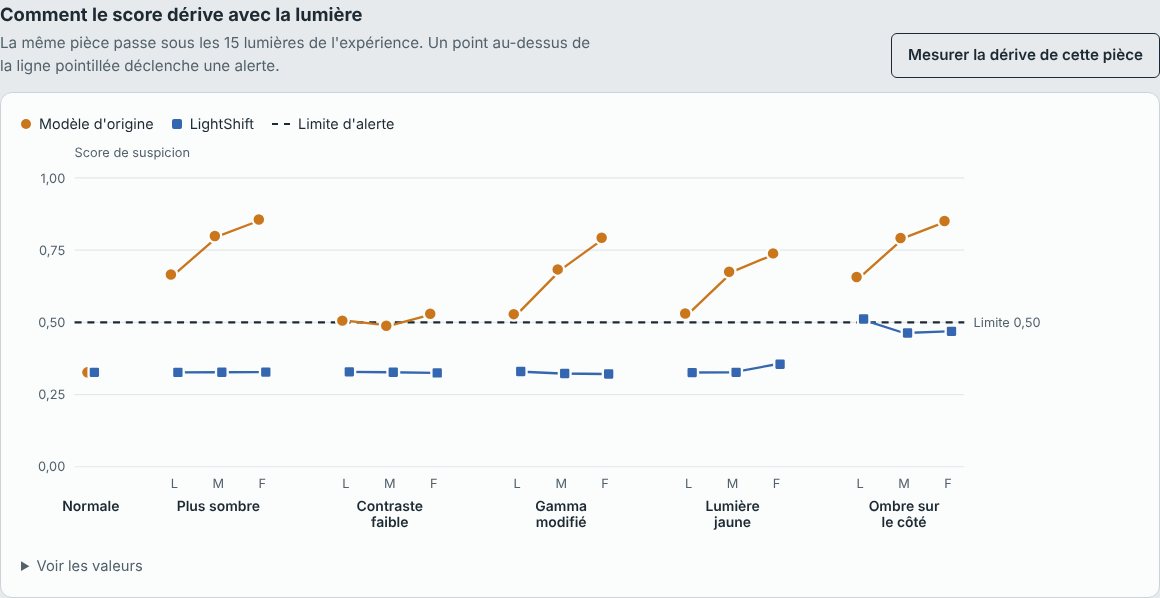 Comment le score dérive avec la lumière
La même pièce passe sous les 15 lumières de l'expérience. Un point au-dessus de
la ligne pointillée déclenche une alerte.
Mesurer la dérive de cette pièce
Modèle d'origine
LightShift
Limite d'alerte
Score de suspicion
1,00
0,75
0,50
Limite 0,50
0,25
0,00
L M F L M F L M F L M F L M F
Normale
Plus sombre
Contraste
faible
Gamma
modifié
Lumière
jaune
Ombre sur
le côté
Voir les valeurs